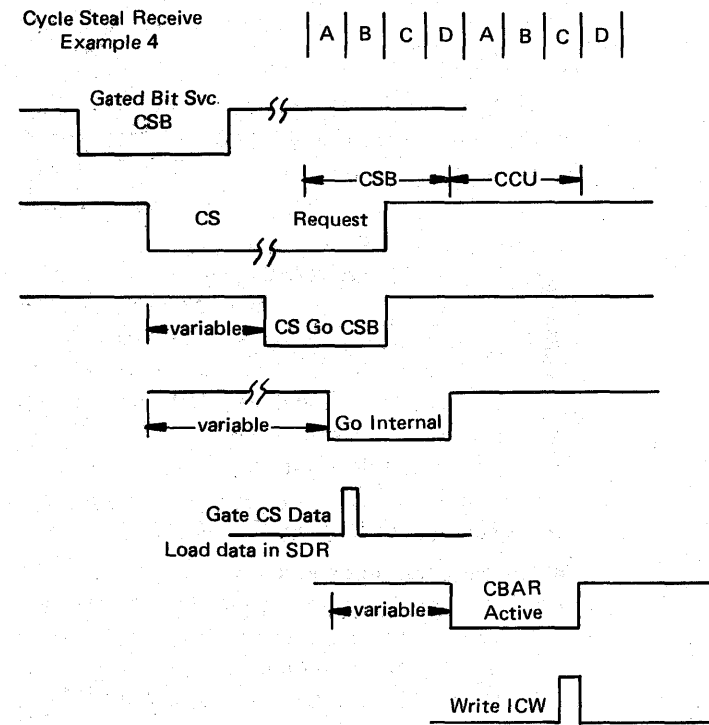 Cycle Steal Receive
Example 4
A B C D A B C D
Gated Bit Svc.
CSB
CSB CCU
CS Request
variable CS Go CSB
variable Go Internal
Gate CS Data
Load data in SDR
CBAR
variable Active
Write ICW